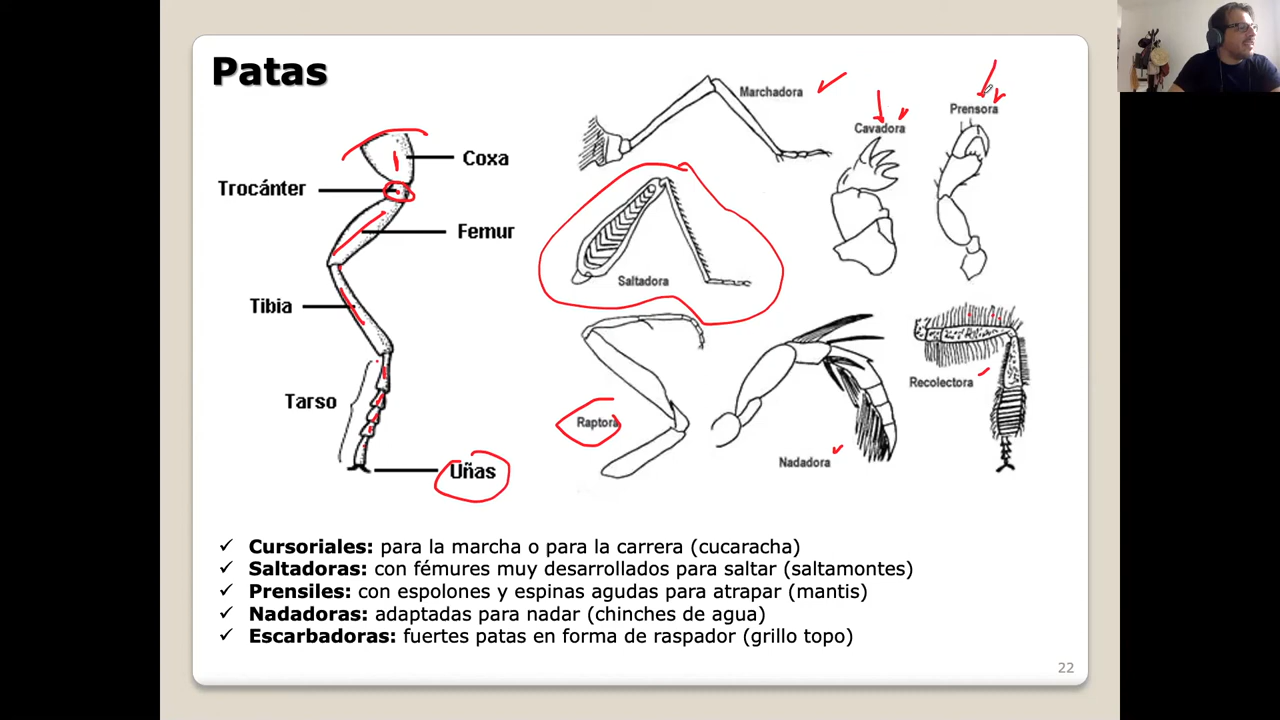 Patas
Coxa
Trocánter
Femur
Tibia
Tarso
Uñas
Marchadora
Cavadora
Prensora
Saltadora
Raptora
Nadadora
Recolectora
✓ Cursoriales: para la marcha o para la carrera (cucaracha)
✓ Saltadoras: con fémures muy desarrollados para saltar (saltamontes)
✓ Prensiles: con espolones y espinas agudas para atrapar (mantis)
✓ Nadadoras: adaptadas para nadar (chinches de agua)
✓ Escarbadoras: fuertes patas en forma de raspador (grillo topo)
22